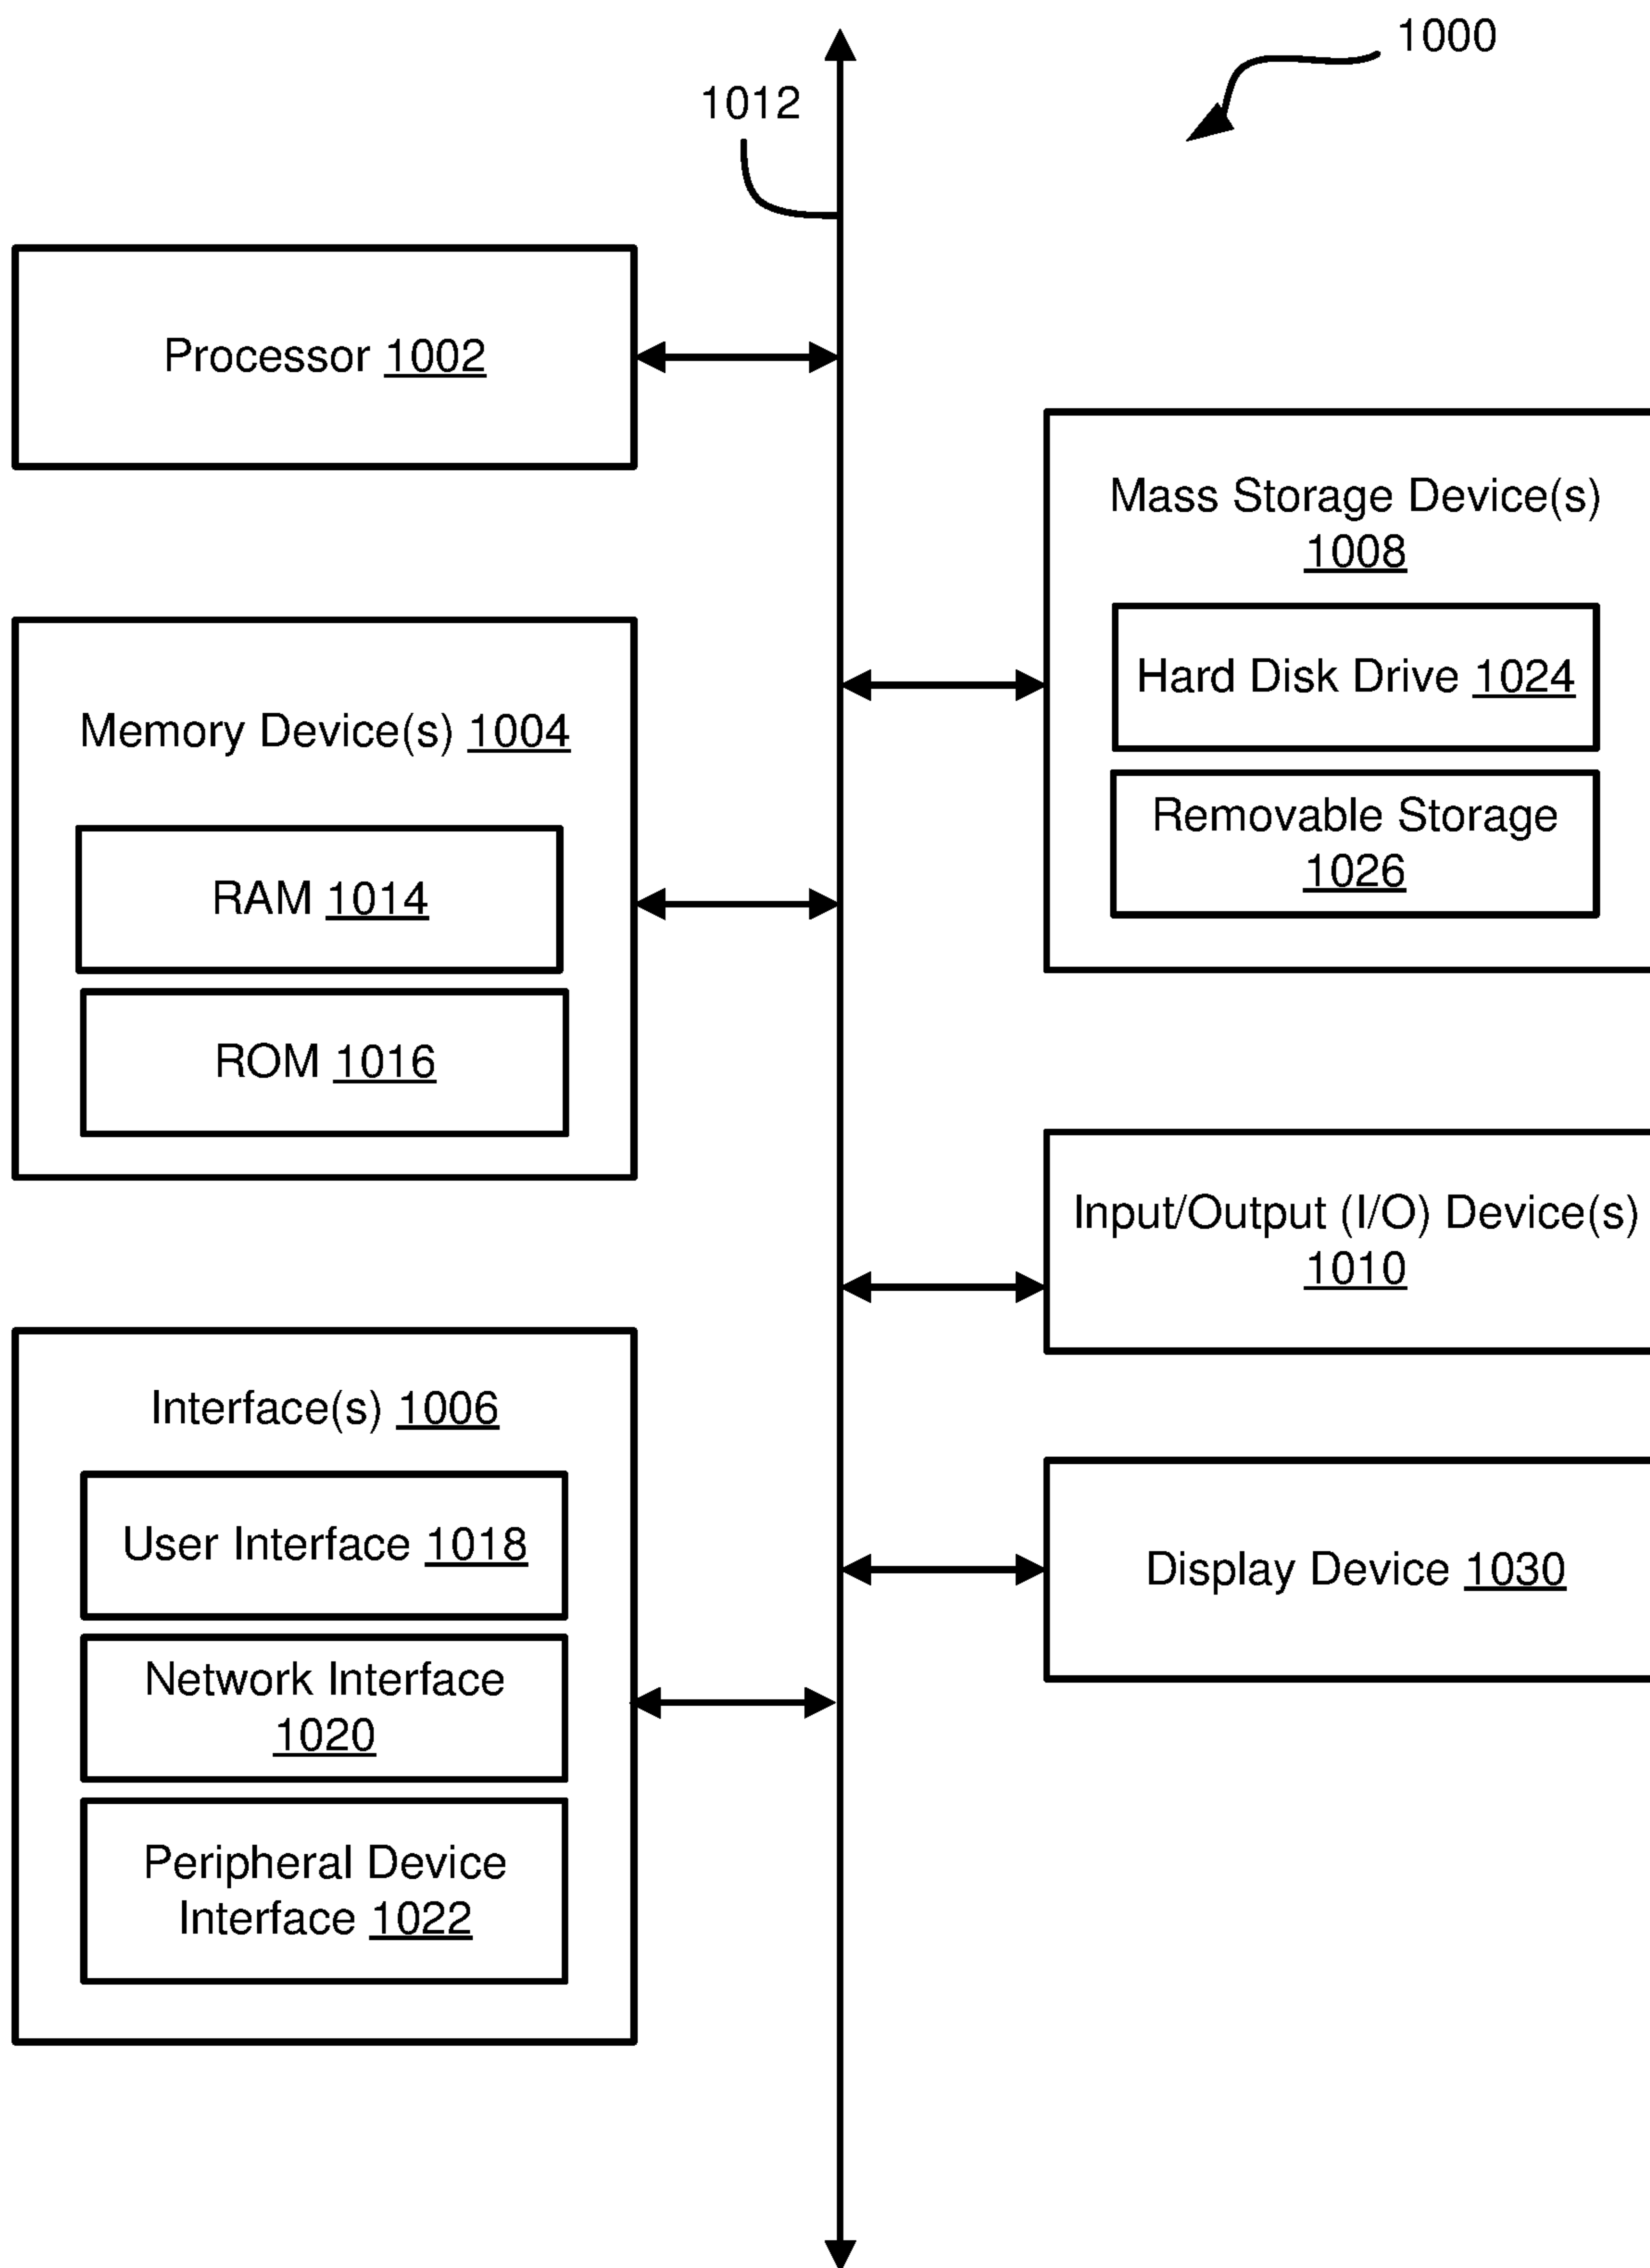 1000
1012
Processor 1002
Mass Storage Device(s)
1008
Hard Disk Drive 1024
Removable Storage
1026
Memory Device(s) 1004
RAM 1014
ROM 1016
Input/Output (I/O) Device(s)
1010
Interface(s) 1006
User Interface 1018
Network Interface
1020
Peripheral Device
Interface 1022
Display Device 1030